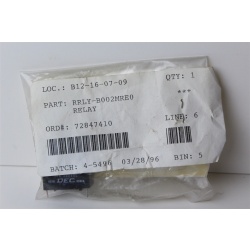 LOC.: B12-16-07-09 QTY: 1
***
PART: RRLY-B002MRE0
RELAY
ORD#: 72847410 LINE: 6
BATCH: 4-5496 03/28/96 BIN: 5